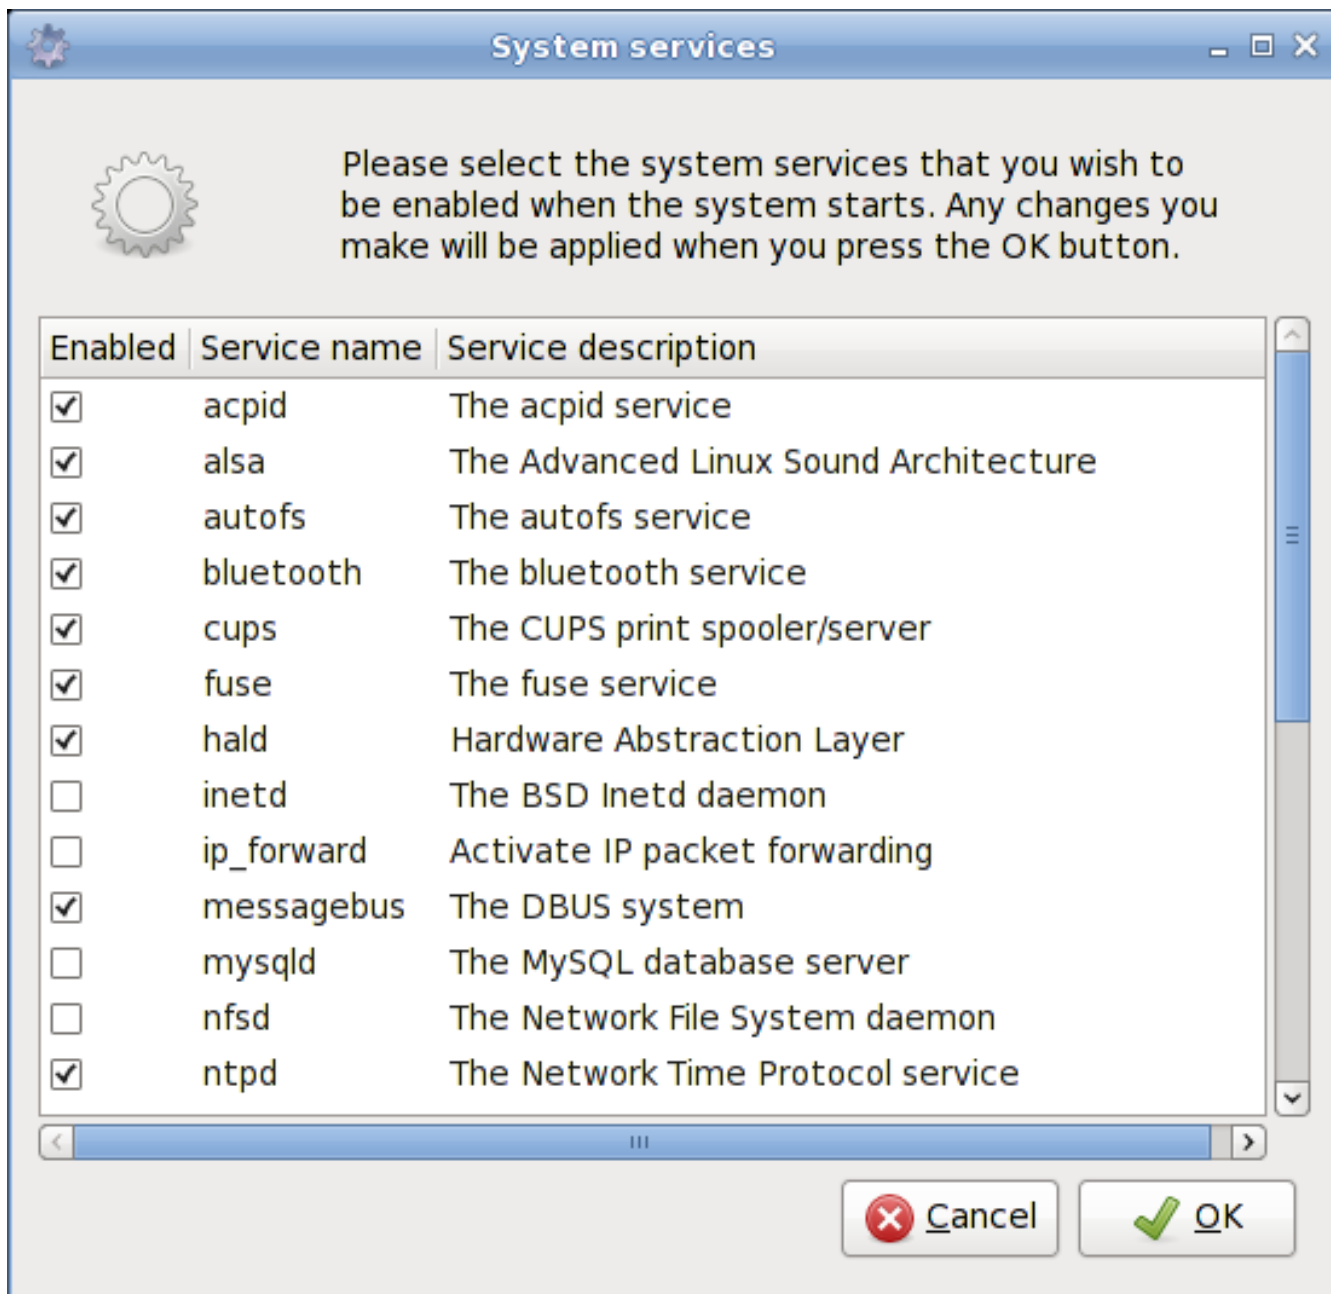 System services
Please select the system services that you wish to
be enabled when the system starts. Any changes you
make will be applied when you press the OK button.
Enabled Service name Service description
acpid The acpid service
alsa The Advanced Linux Sound Architecture
autofs The autofs service
bluetooth The bluetooth service
cups The CUPS print spooler/server
fuse The fuse service
hald Hardware Abstraction Layer
inetd The BSD Inetd daemon
ip_forward Activate IP packet forwarding
messagebus The DBUS system
mysqld The MySQL database server
nfsd The Network File System daemon
ntpd The Network Time Protocol service
Cancel OK